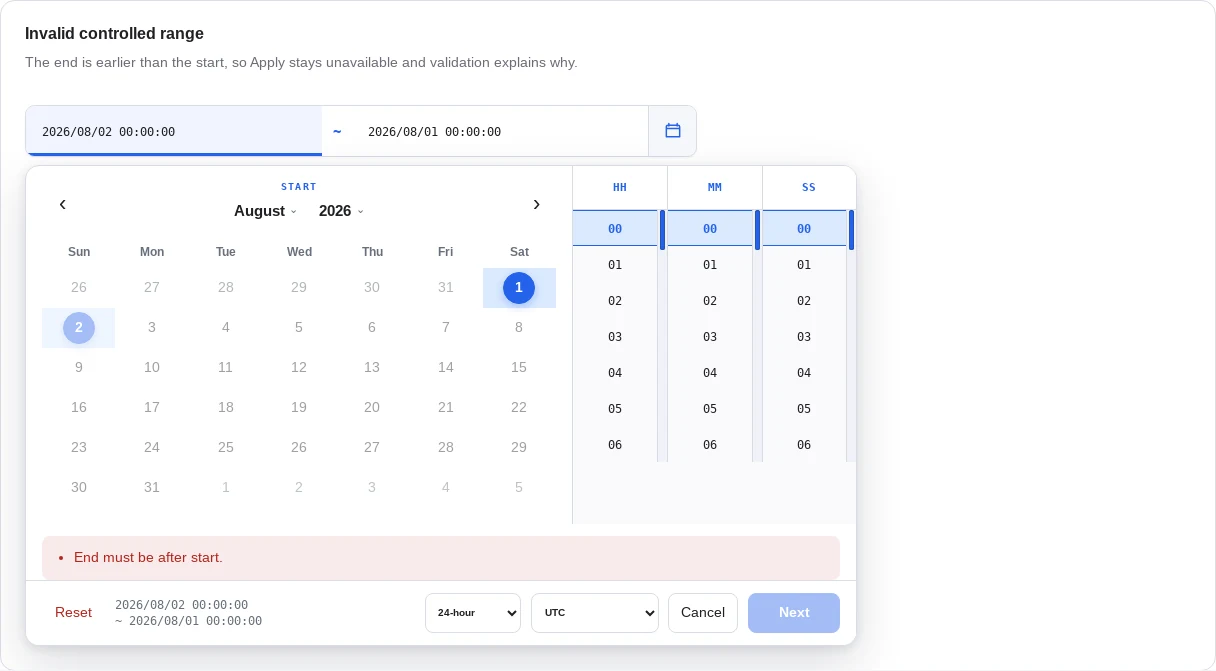 Invalid controlled range
The end is earlier than the start, so Apply stays unavailable and validation explains why.
2026/08/02 00:00:00 ~ 2026/08/01 00:00:00
START
August 2026
Sun Mon Tue Wed Thu Fri Sat
26 27 28 29 30 31 1
2 3 4 5 6 7 8
9 10 11 12 13 14 15
16 17 18 19 20 21 22
23 24 25 26 27 28 29
30 31 1 2 3 4 5
HH MM SS
00 00 00
01 01 01
02 02 02
03 03 03
04 04 04
05 05 05
06 06 06
• End must be after start.
Reset
2026/08/02 00:00:00
~ 2026/08/01 00:00:00
24-hour UTC Cancel Next